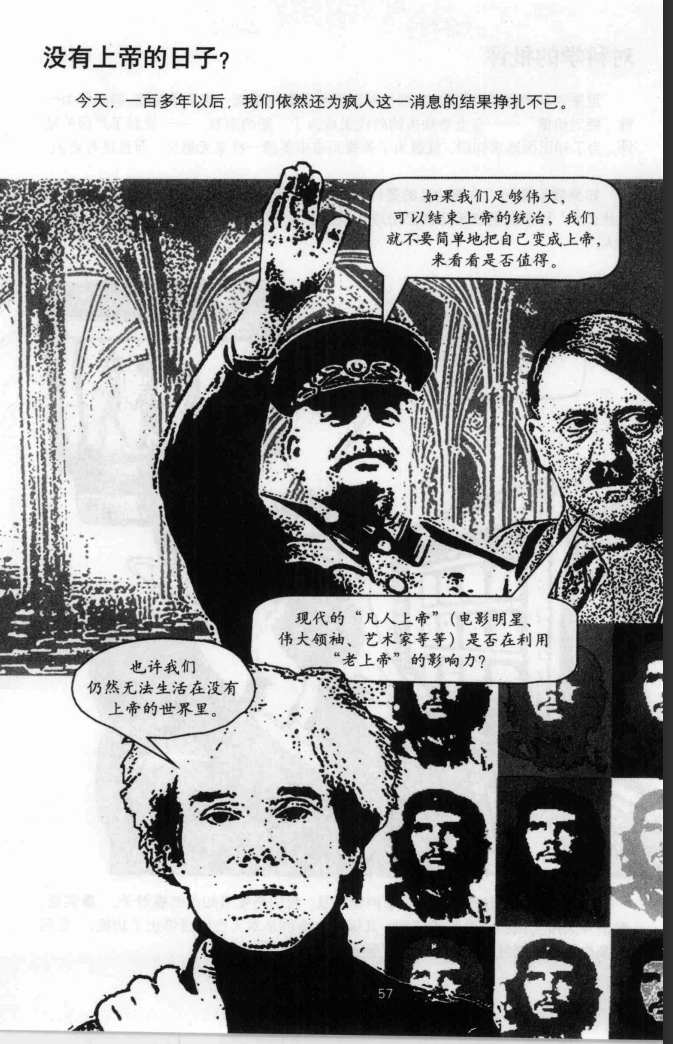 没有上帝的日子?
今天，一百多年以后，我们依然还为疯人这一消息的结果挣扎不已。
如果我们足够伟大，
可以结束上帝的统治，我们
就不要简单地把自己变成上帝，
来看看是否值得。
现代的“凡人上帝”(电影明星、
伟大领袖、艺术家等等) 是否在利用
“老上帝”的影响力?
也许我们
仍然无法生活在没有
上帝的世界里。
57